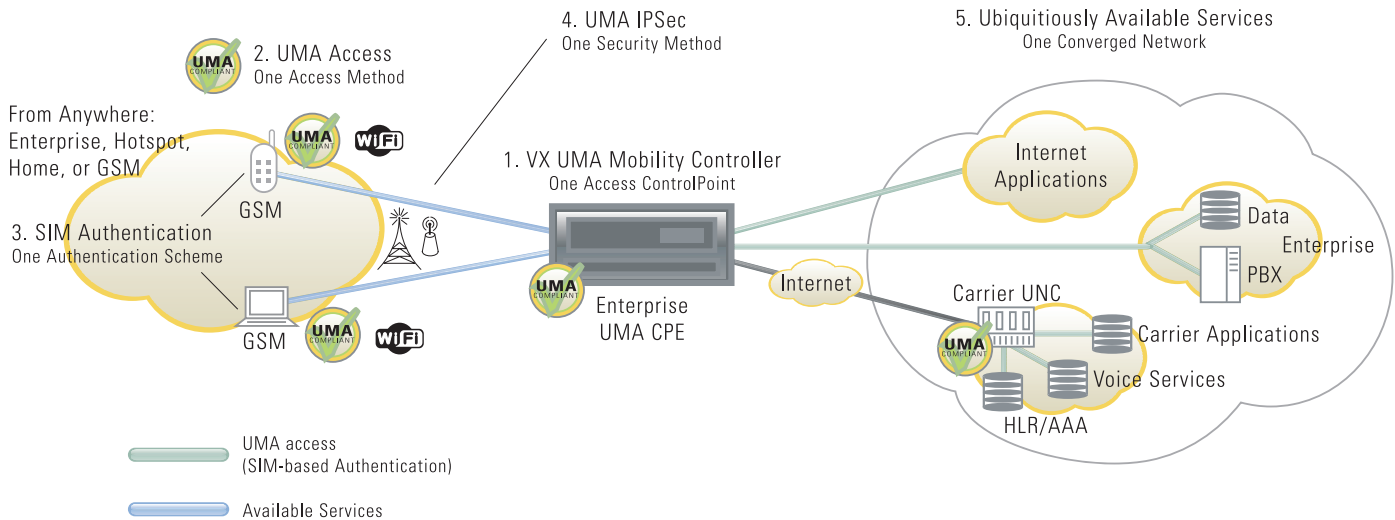 4. UMA IPSec
One Security Method
5. Ubiquitiously Available Services
One Converged Network
UMA
COMPLIANT
2. UMA Access
One Access Method
From Anywhere:
Enterprise, Hotspot,
Home, or GSM
UMA
COMPLIANT
WiFi
GSM
1. VX UMA Mobility Controller
One Access ControlPoint
Internet
Applications
3. SIM Authentication
One Authentication Scheme
Data
Enterprise
PBX
UMA
COMPLIANT
Enterprise
UMA CPE
Internet
Carrier UNC
GSM
UMA
COMPLIANT
WiFi
UMA
COMPLIANT
Carrier Applications
Voice Services
HLR/AAA
UMA access
(SIM-based Authentication)
Available Services